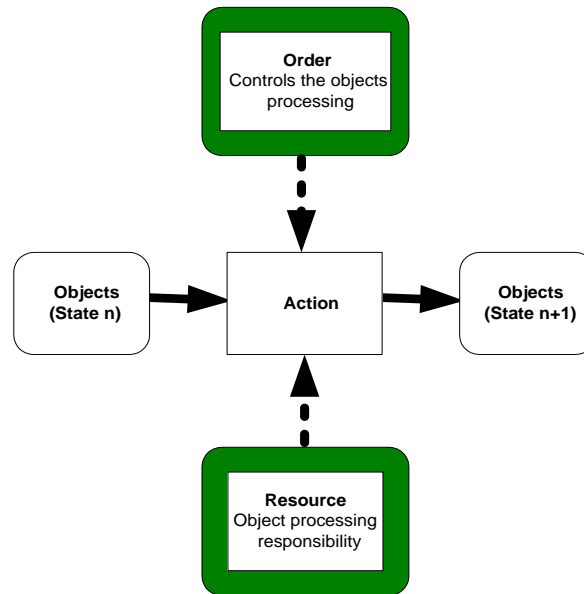 Order
Controls the objects
processing
Objects
(State n)
Action
Objects
(State n+1)
Resource
Object processing
responsibility